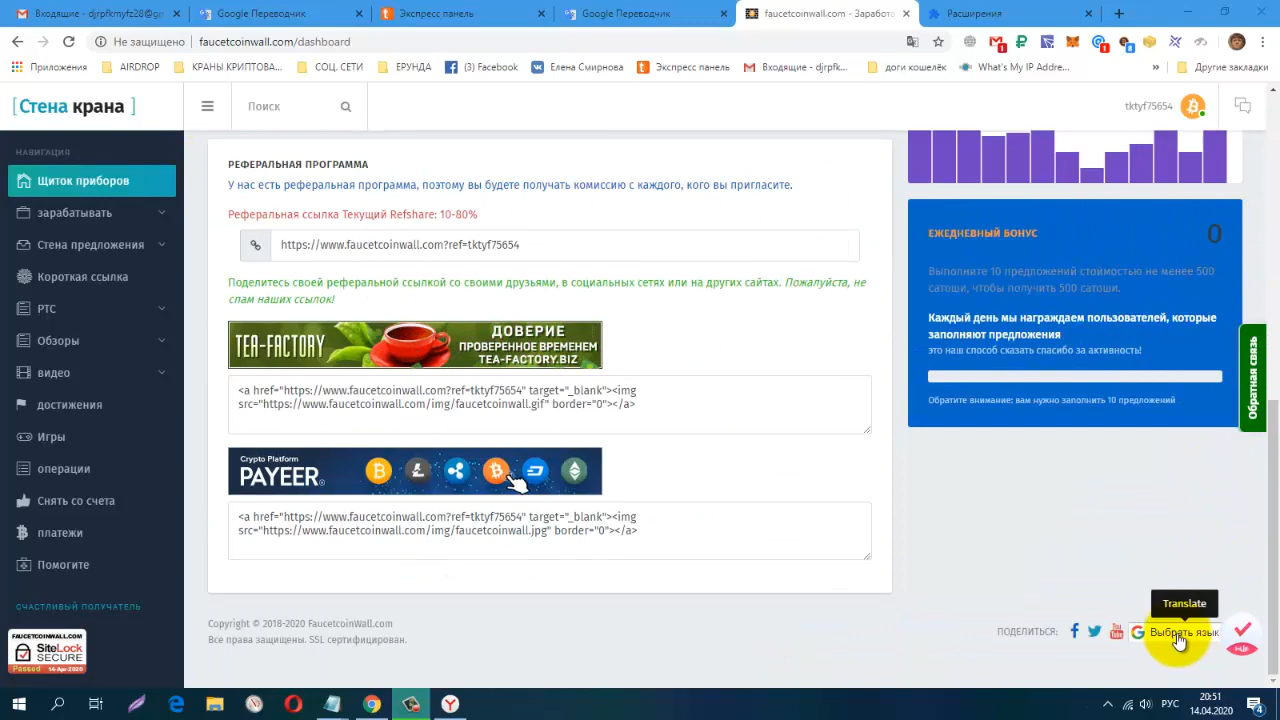 Входящие - djrpfkmyfz28@gn
Входящие
Google Переводчик
faucetcoinwall.com - Заработа
Не защищено
faucetcoinwall.com/dashboard
Приложения
AIRDROP
КРАНЫ КРИПТОВА...
СОЦ. СЕТИ
ЕРУНДА
(3) Facebook
Елена Смирнова
Экспресс панель
Входящие - djrpfk...
доги кошелёк
What's My IP Addre...
»
Другие закладки
[ Стена крана ]
Поиск
tktyf75654
НАВИГАЦИЯ
Щиток приборов
зарабатывать
Стена предложения
Короткая ссылка
PTC
Обзоры
видео
достижения
Игры
операции
Снять со счета
платежи
Помогите
СЧАСТЛИВЫЙ ПОЛУЧАТЕЛЬ
FAUCETCOINWALL.COM
SiteLock
SECURE
Passed 14-Apr-2020
РЕФЕРАЛЬНАЯ ПРОГРАММА
У нас есть реферальная программа, поэтому вы будете получать комиссию с каждого, кого вы пригласите.
Реферальная ссылка Текущий Refshare: 10-80%
https://www.faucetcoinwall.com?ref=tktyf75654
Поделитесь своей реферальной ссылкой со своими друзьями, в социальных сетях или на других сайтах. Пожалуйста, не
спам наших ссылок!
TEA-FACTORY
ДОВЕРИЕ
ПРОВЕРЕННОЕ ВРЕМЕНЕМ
TEA-FACTORY.BIZ
<a href="https://www.faucetcoinwall.com?ref=tktyf75654" target="_blank"><img
src="https://www.faucetcoinwall.com/img/faucetcoinwall.gif" border="0"></a>
Crypto Platform
PAYEER®
<a href="https://www.faucetcoinwall.com?ref=tktyf75654" target="_blank"><img
src="https://www.faucetcoinwall.com/img/faucetcoinwall.jpg" border="0"></a>
ЕЖЕДНЕВНЫЙ БОНУС
0
Выполните 10 предложений стоимостью не менее 500
сатоши, чтобы получить 500 сатоши.
Каждый день мы награждаем пользователей, которые
заполняют предложения
это наш способ сказать спасибо за активность!
Обратите внимание: вам нужно заполнить 10 предложений
Обратная связь
Copyright © 2018-2020 FaucetCoinWall.com
Все права защищены. SSL сертифицирован.
Translate
ПОДЕЛИТЬСЯ:
Выбрать язык
РУС
20:51
14.04.2020